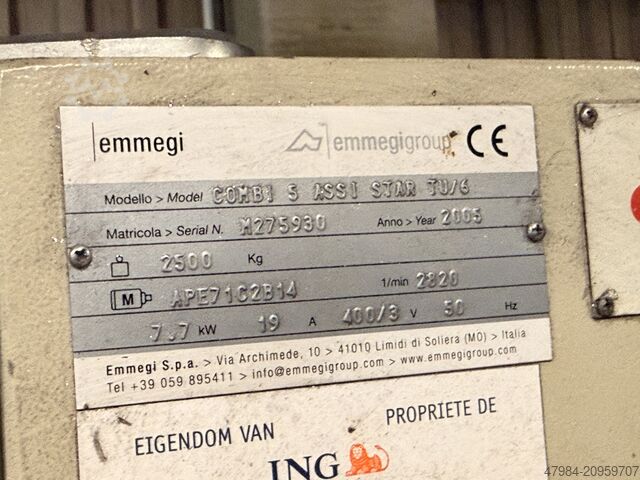 emmegi emmegigroup CE
Modello > Model COMBI 5 ASSI STAR TU/6
Matricola > Serial N. M275930 Anno > Year 2005
2500 Kg
M APE71C2B14 1/min 2820
7.7 kW 19 A 400/3 V 50 Hz
Emmegi S.p.a. > Via Archimede, 10 > 41010 Limidi di Soliera (MO) > Italia
Tel +39 059 895411 > info@emmegi.com > www.emmegigroup.com
EIGENDOM VAN PROPRIETE DE
ING
47984-20959707